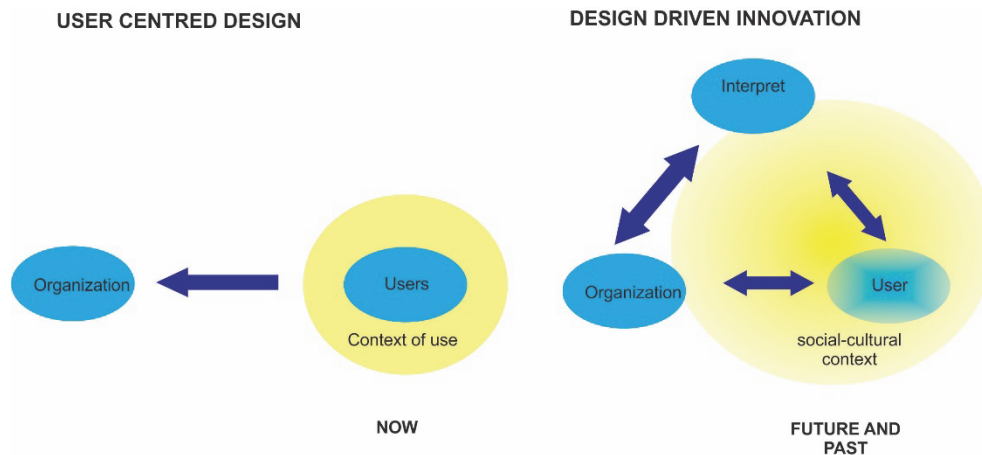 USER CENTRED DESIGN
Organization
Users
Context of use
NOW
DESIGN DRIVEN INNOVATION
Interpret
Organization
User
social-cultural
context
FUTURE AND
PAST